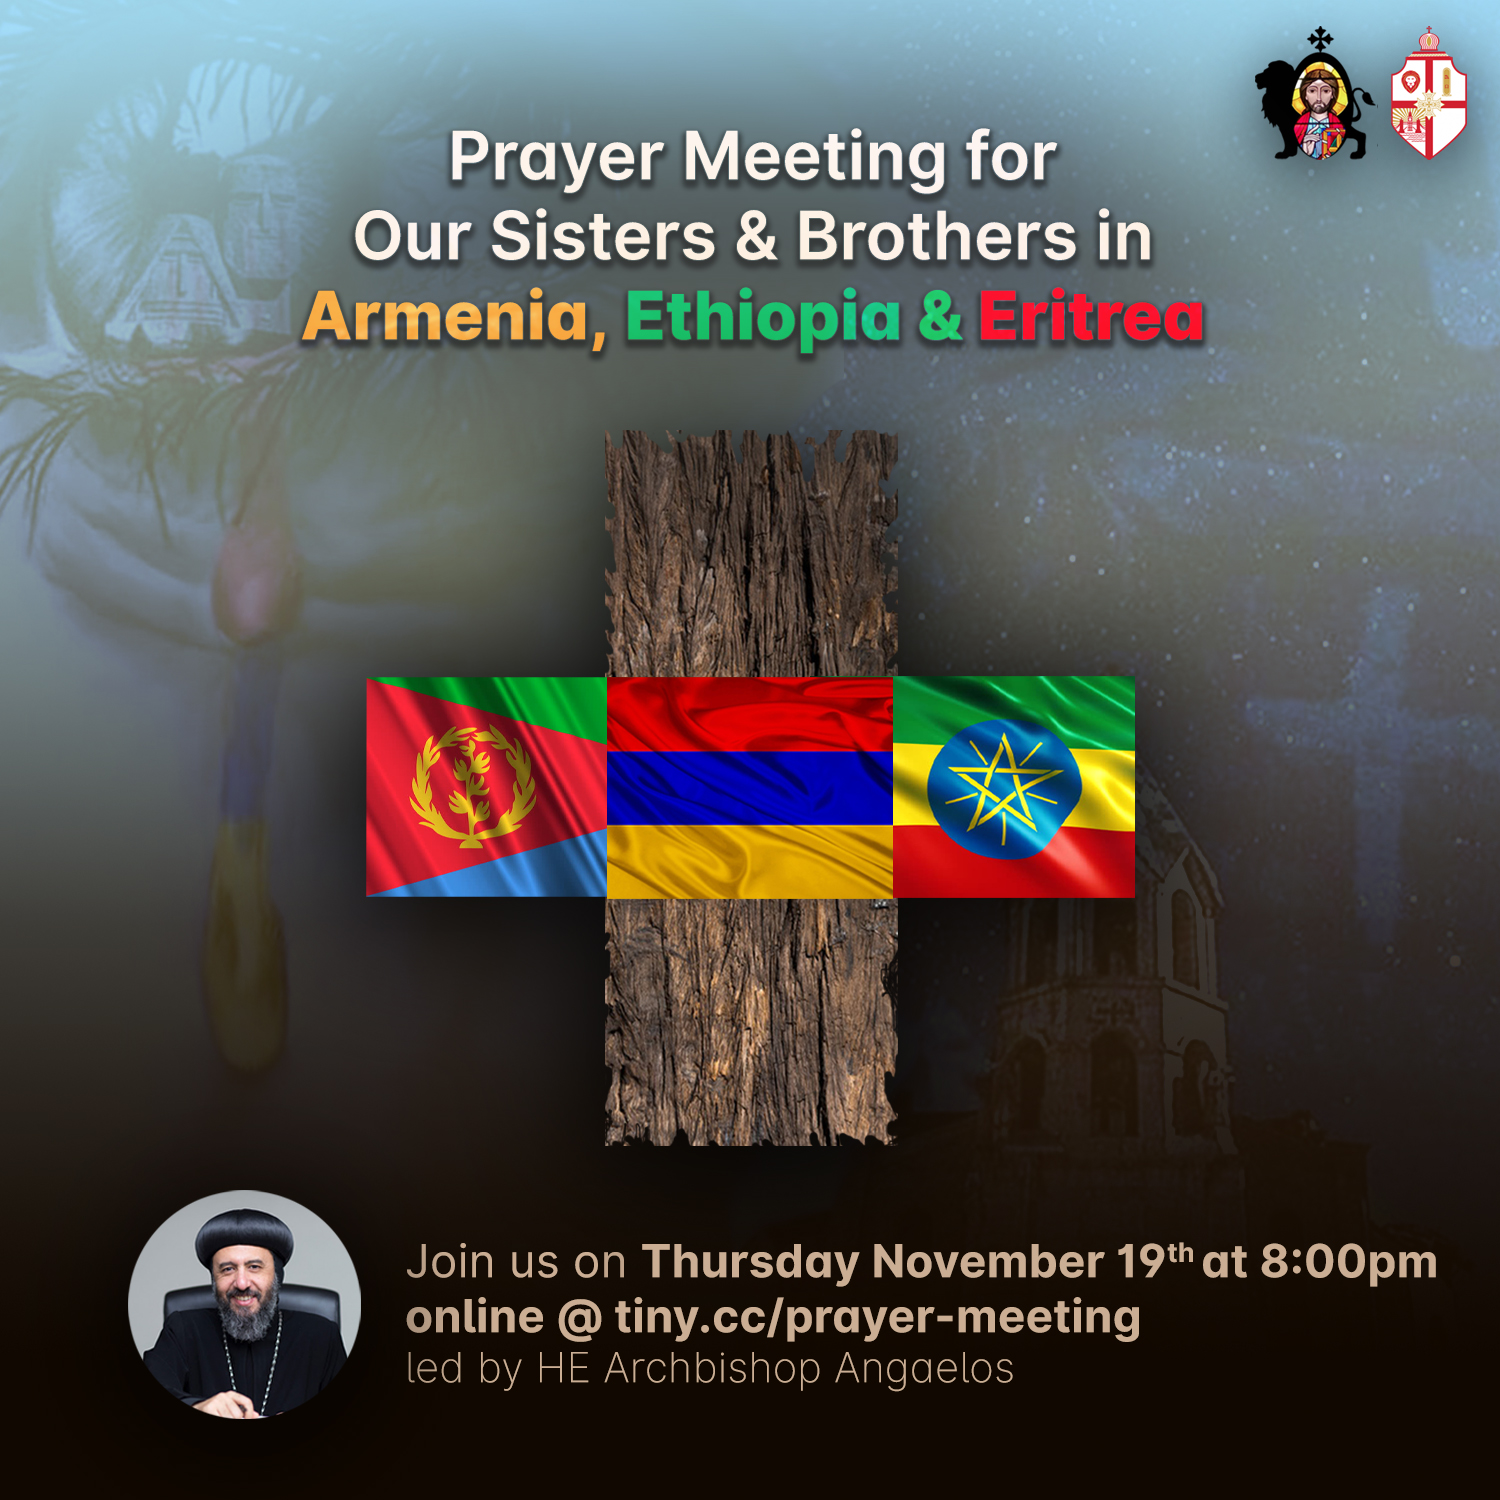 Prayer Meeting for
Our Sisters & Brothers in
Armenia, Ethiopia & Eritrea
Join us on Thursday November 19th at 8:00pm
online @ tiny.cc/prayer-meeting
led by HE Archbishop Angaelos